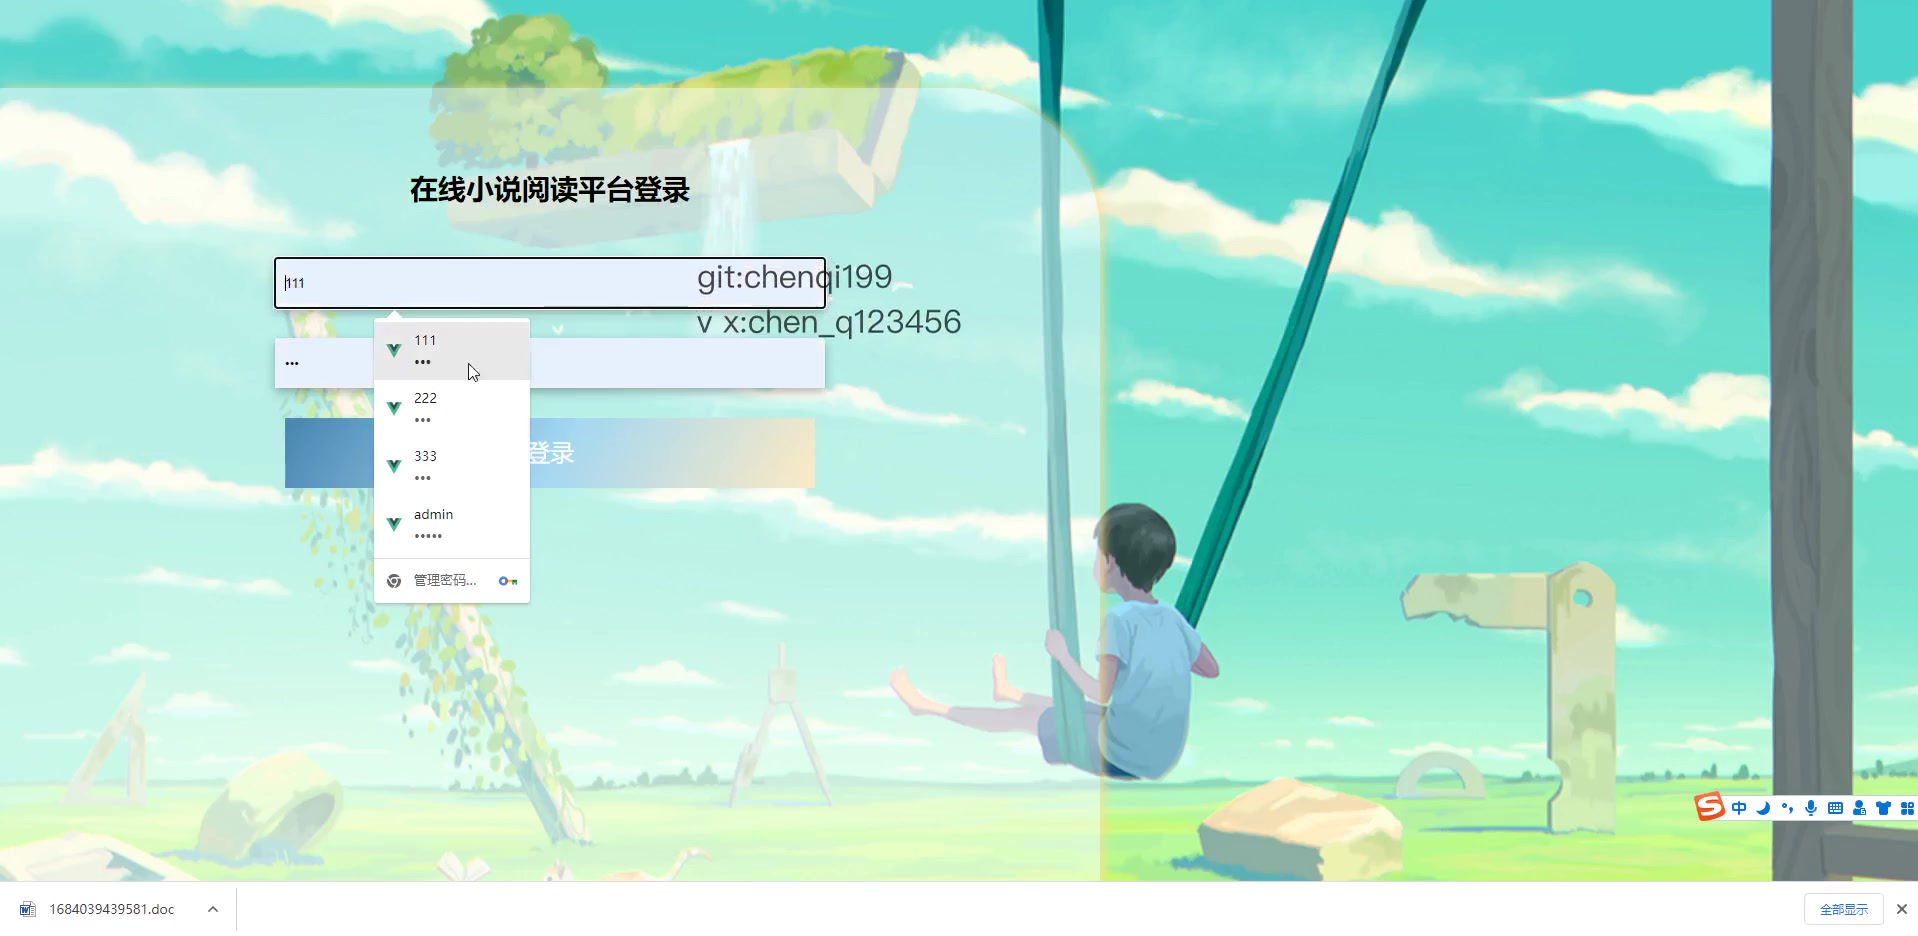 在线小说阅读平台登录
111
git:chenqi199
v x:chen_q123456
•••
111
•••
222
•••
登录
333
•••
admin
•••••
管理密码...
中
1684039439581.doc
全部显示